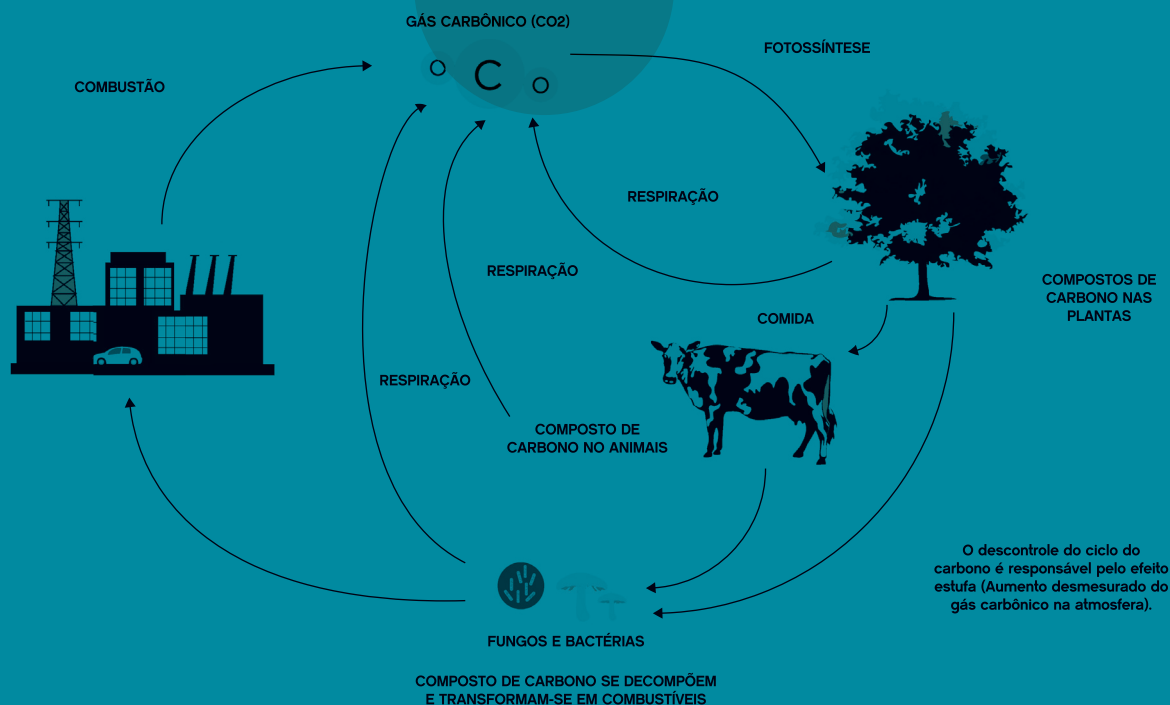 GÁS CARBÔNICO (CO2)
O C O
FOTOSSÍNTESE
COMBUSTÃO
RESPIRAÇÃO
RESPIRAÇÃO
COMPOSTOS DE
CARBONO NAS
PLANTAS
COMIDA
RESPIRAÇÃO
COMPOSTO DE
CARBONO NO ANIMAIS
O descontrole do ciclo do
carbono é responsável pelo efeito
estufa (Aumento desmesurado do
gás carbônico na atmosfera).
FUNGOS E BACTÉRIAS
COMPOSTO DE CARBONO SE DECOMPÕEM
E TRANSFORMAM-SE EM COMBUSTÍVEIS